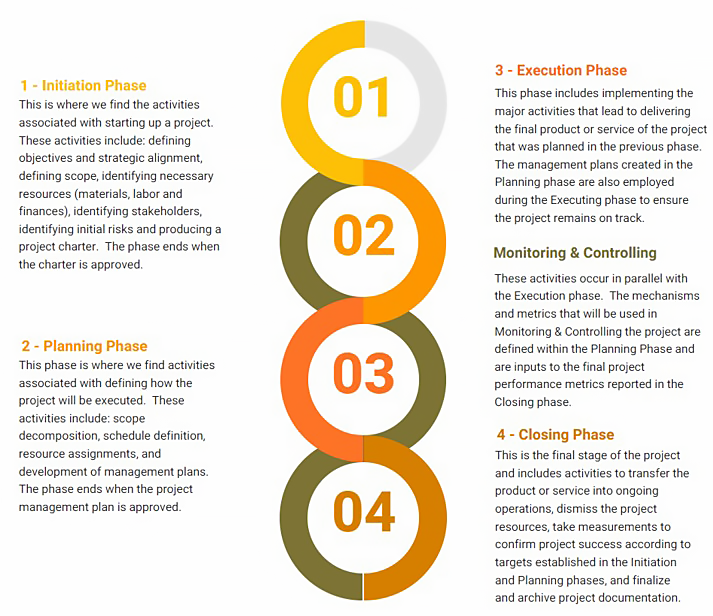 1 - Initiation Phase
This is where we find the activities
associated with starting up a project.
These activities include: defining
objectives and strategic alignment,
defining scope, identifying necessary
resources (materials, labor and
finances), identifying stakeholders,
identifying initial risks and producing a
project charter.  The phase ends when
the charter is approved.
2 - Planning Phase
This phase is where we find activities
associated with defining how the
project will be executed.  These
activities include: scope
decomposition, schedule definition,
resource assignments, and
development of management plans.
The phase ends when the project
management plan is approved.
01
02
03
04
3 - Execution Phase
This phase includes implementing the
major activities that lead to delivering
the final product or service of the project
that was planned in the previous phase.
The management plans created in the
Planning phase are also employed
during the Executing phase to ensure
the project remains on track.
Monitoring & Controlling
These activities occur in parallel with
the Execution phase.  The mechanisms
and metrics that will be used in
Monitoring & Controlling the project are
defined within the Planning Phase and
are inputs to the final project
performance metrics reported in the
Closing phase.
4 - Closing Phase
This is the final stage of the project
and includes activities to transfer the
product or service into ongoing
operations, dismiss the project
resources, take measurements to
confirm project success according to
targets established in the Initiation
and Planning phases, and finalize
and archive project documentation.